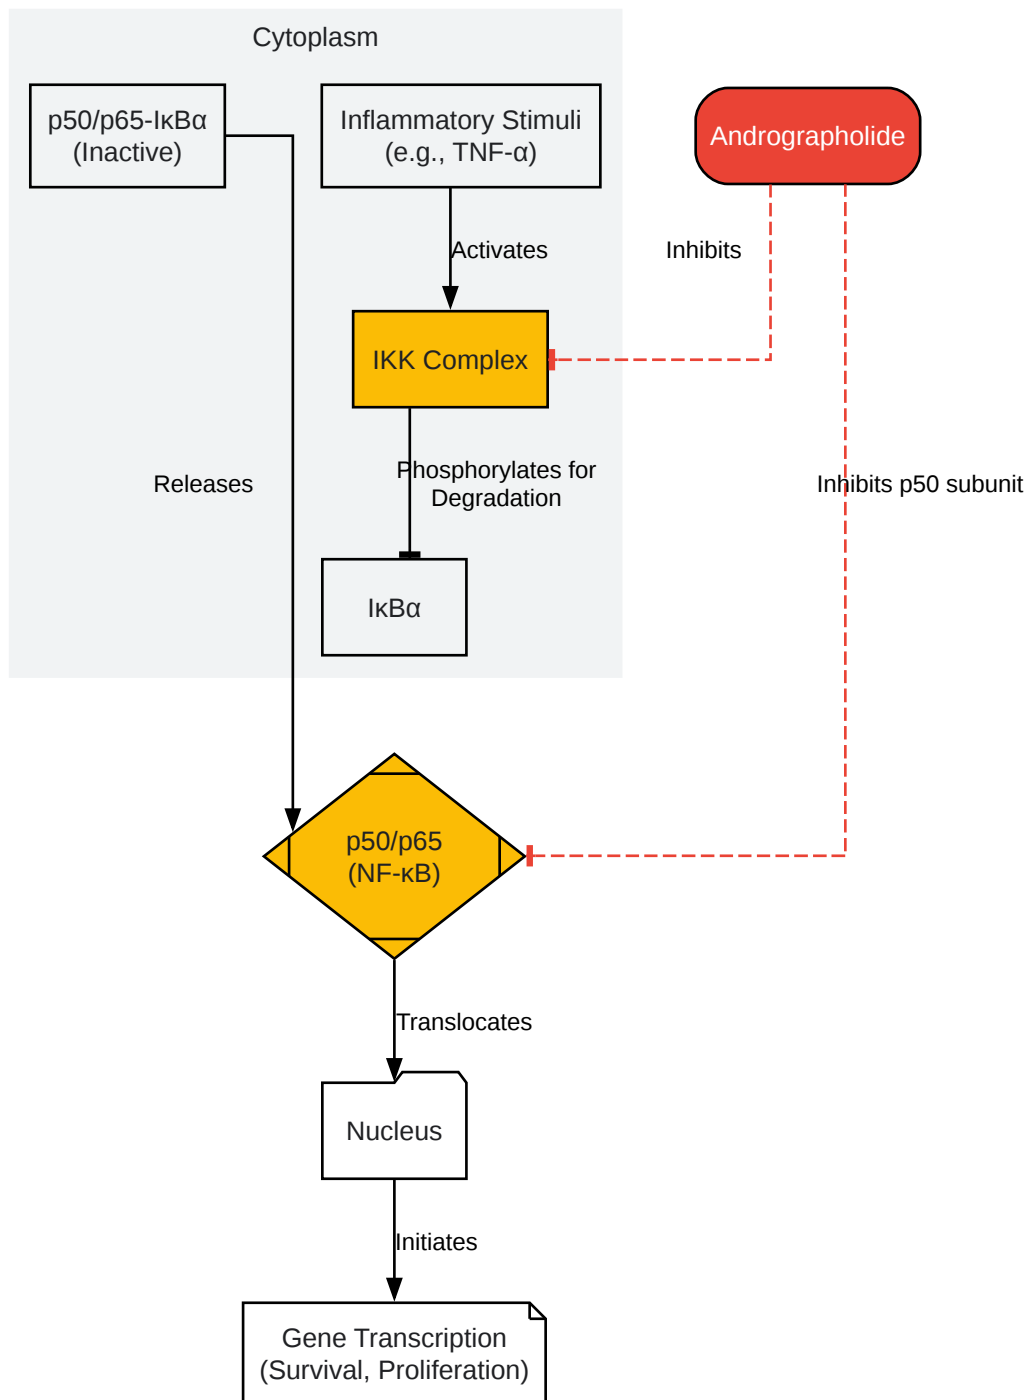 Cytoplasm
p50/p65-IκBα
(Inactive)
Inflammatory Stimuli
(e.g., TNF-α)
Andrographolide
Activates
Inhibits
IKK Complex
Phosphorylates for
Degradation
Releases
Inhibits p50 subunit
IκBα
p50/p65
(NF-κB)
Translocates
Nucleus
Initiates
Gene Transcription
(Survival, Proliferation)